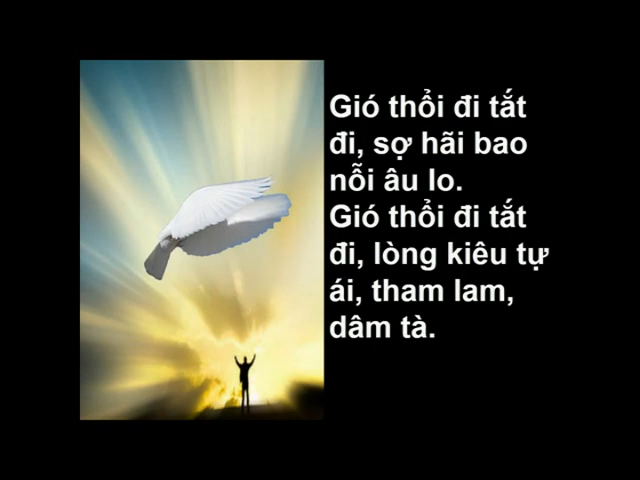 Gió thổi đi tắt
đi, sợ hãi bao
nỗi âu lo.
Gió thổi đi tắt
đi, lòng kiêu tự
ái, tham lam,
dâm tà.